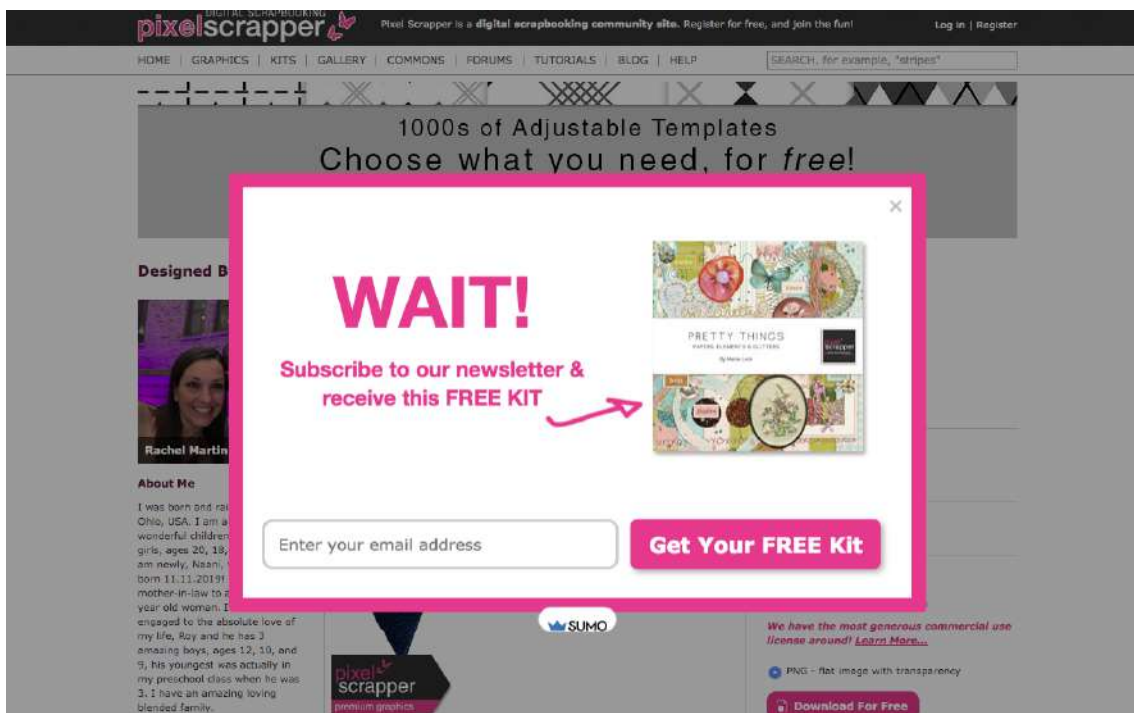 DIGITAL SCRAPBOOKING
pixelscrapper
Pixel Scrapper is a digital scrapbooking community site. Register for free, and join the fun!
Log in | Register
HOME | GRAPHICS | KITS | GALLERY | COMMONS | FORUMS | TUTORIALS | BLOG | HELP
SEARCH, for example, "stripes"
1000s of Adjustable Templates
Choose what you need, for free!
×
WAIT!
Subscribe to our newsletter &
receive this FREE KIT
PRETTY THINGS
PAPERS, ELEMENTS & GLITTERS
scrapper
Enter your email address
Get Your FREE Kit
SUMO
Designed B
Rachel Martin
About Me
I was born and rai
Ohio, USA. I am a
wonderful children
girls, ages 20, 18,
am newly, Naani,
born 11.11.2019!
mother-in-law to a
year old woman. I
engaged to the absolute love of
my life, Roy and he has 3
amazing boys, ages 12, 10, and
9, his youngest was actually in
my preschool class when he was
3. I have an amazing loving
blended family.
pixel
scrapper
premium graphics
We have the most generous commercial use
license around! Learn More...
PNG - flat image with transparency
Download For Free